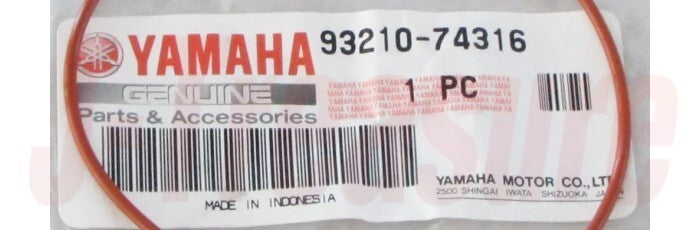 YAMAHA 93210-74316
GENUINE
Parts & Accessories
1 PC
MADE IN INDONESIA
YAMAHA MOTOR CO.,LTD.
2500 SHINGAI IWATA SHIZUOKA JAPAN